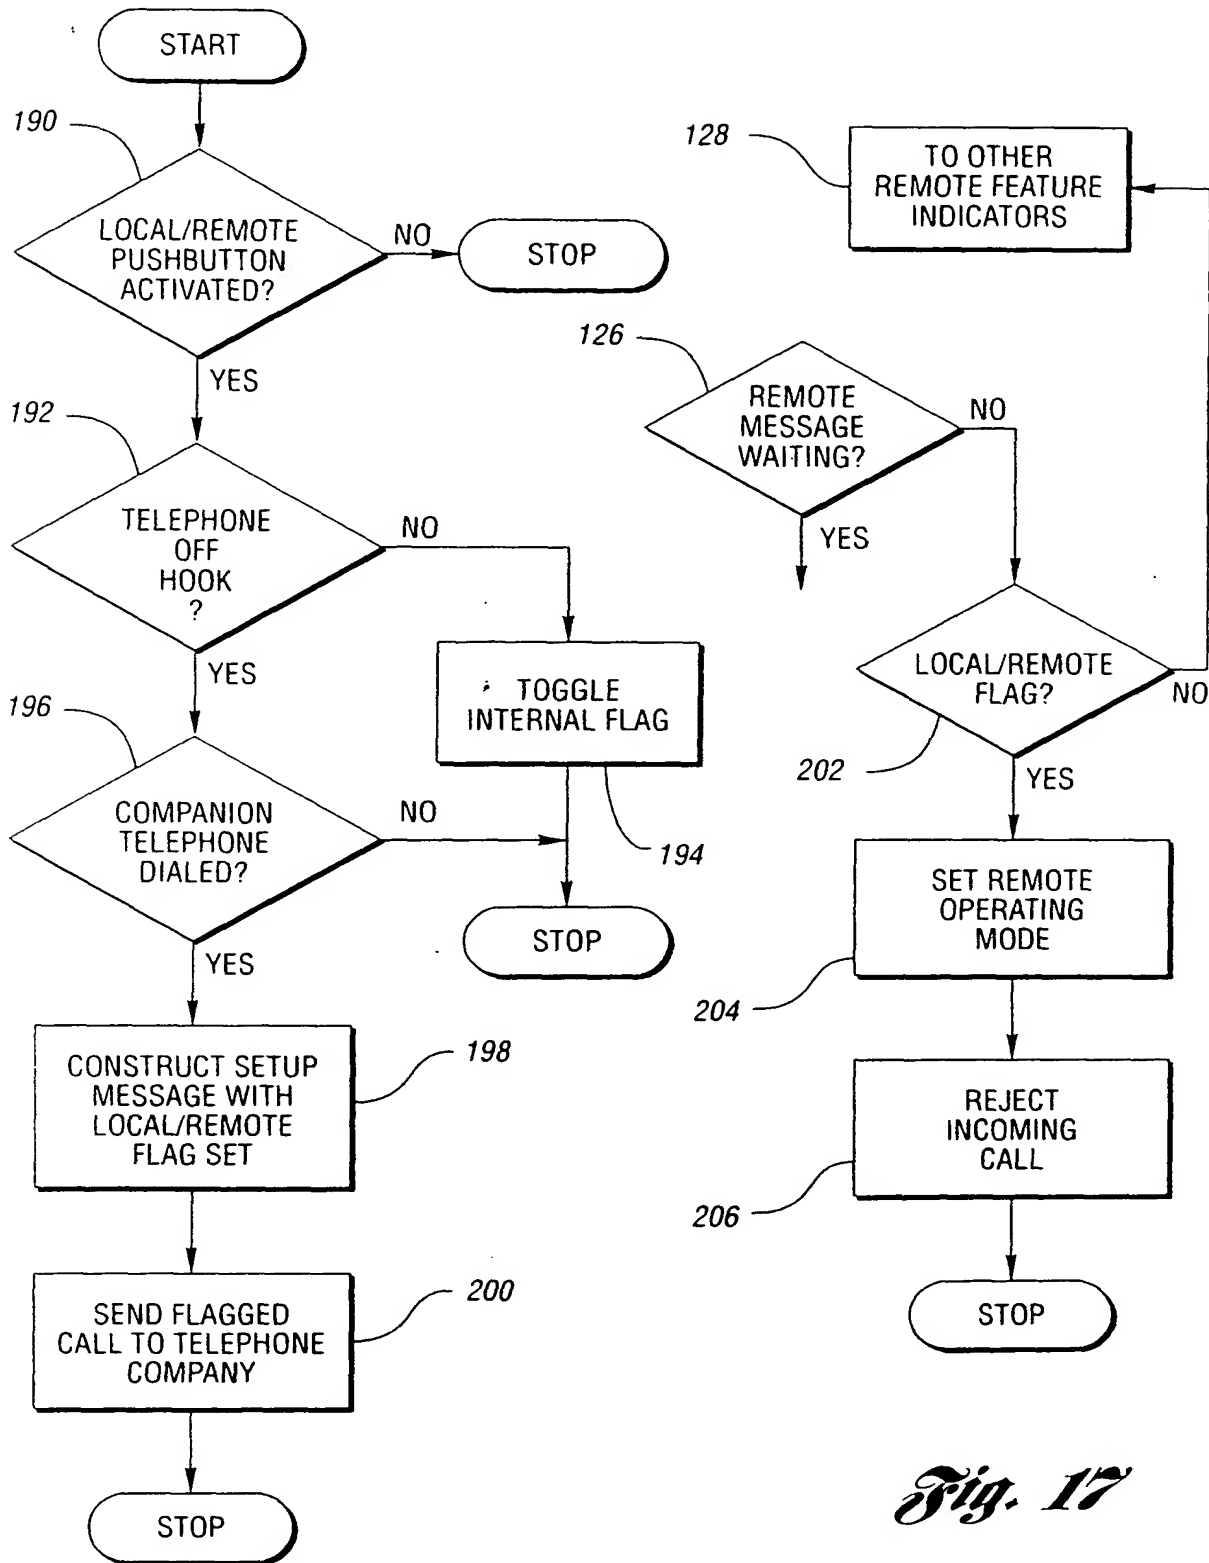 START
190
LOCAL/REMOTE
PUSHBUTTON
ACTIVATED?
NO
STOP
YES
192
TELEPHONE
OFF
HOOK
?
NO
YES
TOGGLE
INTERNAL FLAG
194
196
COMPANION
TELEPHONE
DIALED?
NO
STOP
YES
CONSTRUCT SETUP
MESSAGE WITH
LOCAL/REMOTE
FLAG SET
198
SEND FLAGGED
CALL TO TELEPHONE
COMPANY
200
STOP
128
TO OTHER
REMOTE FEATURE
INDICATORS
126
REMOTE
MESSAGE
WAITING?
NO
YES
LOCAL/REMOTE
FLAG?
NO
202
YES
SET REMOTE
OPERATING
MODE
204
REJECT
INCOMING
CALL
206
STOP
Fig. 17